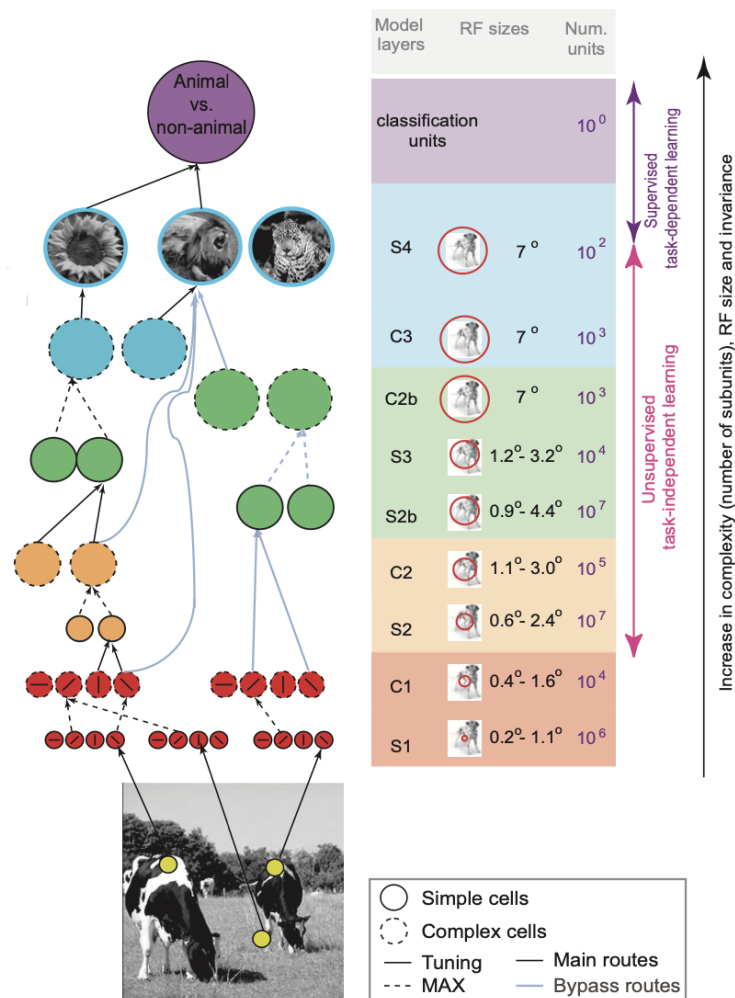 Model layers
RF sizes
Num. units
Animal vs. non-animal
classification units
10⁰
S4
7 °
10²
C3
7 °
10³
C2b
7 °
10³
S3
1.2°- 3.2°
10⁴
S2b
0.9°- 4.4°
10⁷
C2
1.1°- 3.0°
10⁵
S2
0.6°- 2.4°
10⁷
C1
0.4°- 1.6°
10⁴
S1
0.2°- 1.1°
10⁶
Supervised
task-dependent learning
Unsupervised
task-independent learning
Increase in complexity (number of subunits), RF size and invariance
Simple cells
Complex cells
Tuning
Main routes
MAX
Bypass routes